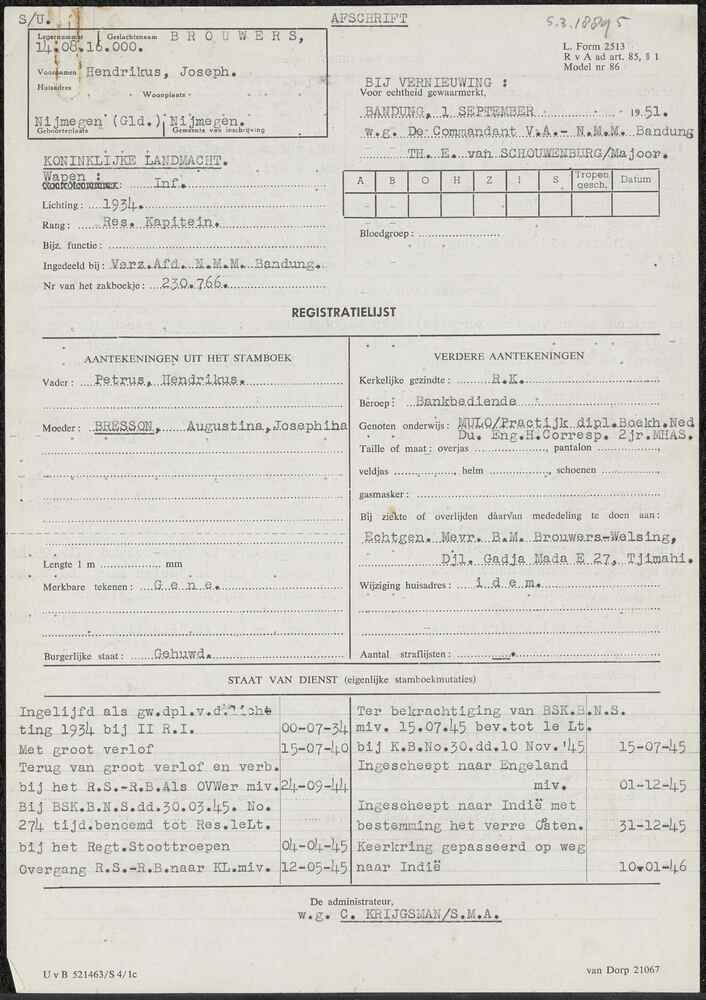 S/U.
AFSCHRIFT
Legernummer
Geslachtsnaam
BROUWERS,
14.08.16.000.
Voornamen Hendrikus, Joseph.
Huisadres
Woonplaats
Nijmegen (Gld.) Nijmegen.
Geboorteplaats
Gemeente van inschrijving
L. Form 2513
R v A ad art. 85, § 1
Model nr 86
BIJ VERNIEUWING :
Voor echtheid gewaarmerkt,
BANDUNG, 1 SEPTEMBER 1951.
w.g. De Commandant V.A.- N.M.M. Bandung
TH. E. van SCHOUWENBURG/Majoor.
KONINKLIJKE LANDMACHT.
Wapen :
Inf.
Lichting : 1934.
Rang : Res. Kapitein.
Bijz. functie :
Ingedeeld bij : Verz.Afd. N.M.M. Bandung.
Nr van het zakboekje : 230.766.
A B O H Z I S Tropen gesch. Datum
Bloedgroep :
REGISTRATIELIJST
AANTEKENINGEN UIT HET STAMBOEK
Vader : Petrus, Hendrikus.
Moeder : BRESSON, Augustina, Josephina
Lengte 1 m mm
Merkbare tekenen : G e n e.
Burgerlijke staat : Gehuwd.
VERDERE AANTEKENINGEN
Kerkelijke gezindte : R.K.
Beroep : Bankbediende
Genoten onderwijs : MULO/Practijk dipl.Boekh.Ned
Du. Eng.H.Corresp. 2jr.MHAS.
Taille of maat : overjas , pantalon ,
veldjas , helm , schoenen
gasmasker :
Bij ziekte of overlijden dáárvan mededeling te doen aan :
Echtgen. Mevr. B.M. Brouwers-Welsing,
Djl. Gadja Mada E 27, Tjimahi.
Wijziging huisadres : i d e m.
Aantal straflijsten :
STAAT VAN DIENST (eigenlijke stamboekmutaties)
Ingelijfd als gw.dpl.v.d.lichting 1934 bij II R.I. 00-07-34
Met groot verlof 15-07-40
Terug van groot verlof en verb.
bij het R.S.-R.B.Als OVWer miv. 24-09-44
Bij BSK.B.N.S.dd.30.03.45. No.
274 tijd.benoemd tot Res.1eLt.
bij het Regt.Stoottroepen 04-04-45
Overgang R.S.-R.B.naar KL.miv. 12-05-45
Ter bekrachtiging van BSK.B.N.S.
miv. 15.07.45 bev.tot 1e Lt.
bij K.B.No.30.dd.10 Nov.'45 15-07-45
Ingescheept naar Engeland
miv. 01-12-45
Ingescheept naar Indië met
bestemming het verre Oosten. 31-12-45
Keerkring gepasseerd op weg
naar Indië 10-01-46
De administrateur,
w.g. C. KRIJGSMAN/S.M.A.
U v B 521463/S 4/1c
van Dorp 21067